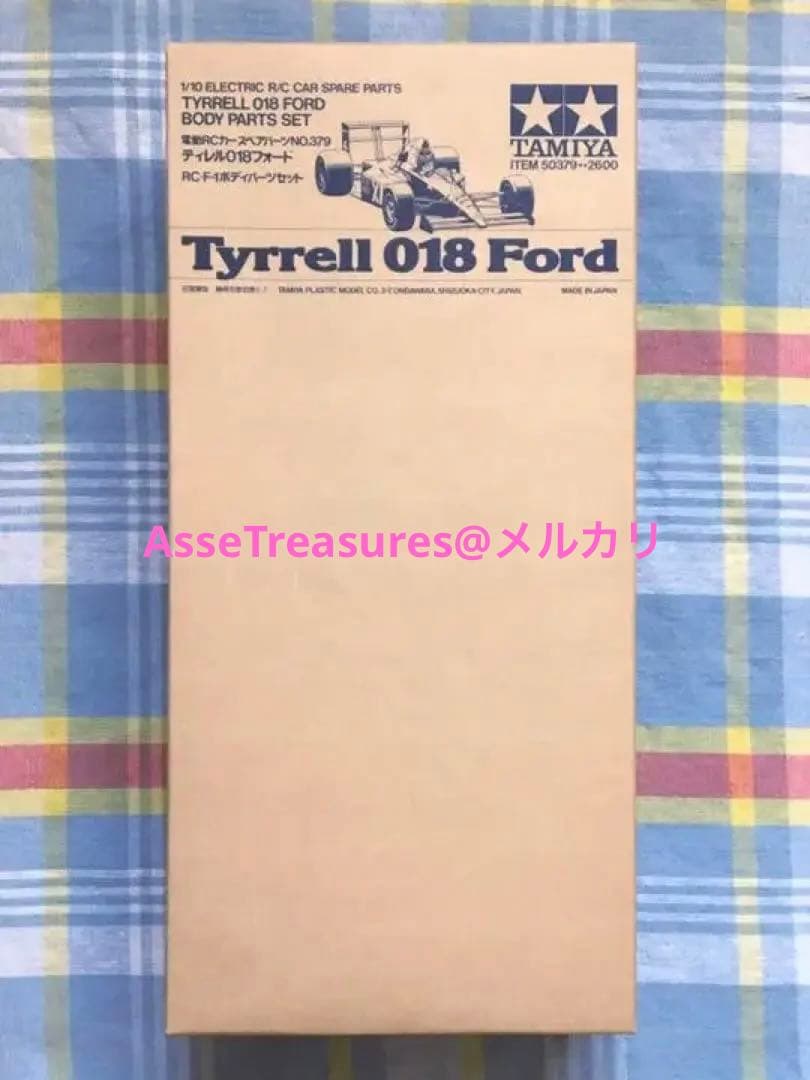 1/10 ELECTRIC R/C CAR SPARE PARTS
TYRRELL 018 FORD
BODY PARTS SET
電動RCカースペアパーツNO.379
ティレル018フォード
RC・F-1ボディパーツセット
TAMIYA
ITEM 50379 2600
Tyrrell 018 Ford
TAMIYA PLASTIC MODEL CO. 3-7, ONDAWARA, SHIZUOKA-CITY, JAPAN.
MADE IN JAPAN
AsseTreasures@メルカリ